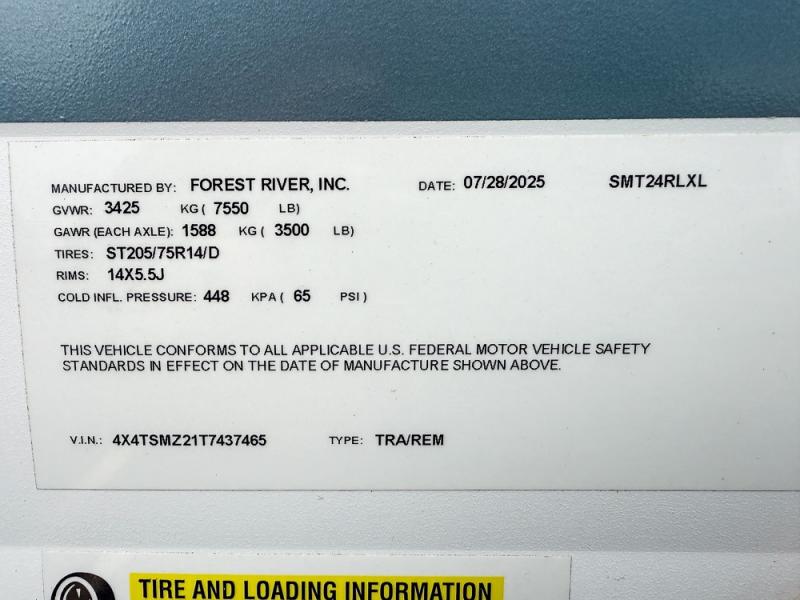 MANUFACTURED BY: FOREST RIVER, INC. DATE: 07/28/2025 SMT24RLXL
GVWR: 3425 KG ( 7550 LB)
GAWR (EACH AXLE): 1588 KG ( 3500 LB)
TIRES: ST205/75R14/D
RIMS: 14X5.5J
COLD INFL. PRESSURE: 448 KPA ( 65 PSI )
THIS VEHICLE CONFORMS TO ALL APPLICABLE U.S. FEDERAL MOTOR VEHICLE SAFETY
STANDARDS IN EFFECT ON THE DATE OF MANUFACTURE SHOWN ABOVE.
V.I.N.: 4X4TSMZ21T7437465 TYPE: TRA/REM
TIRE AND LOADING INFORMATION